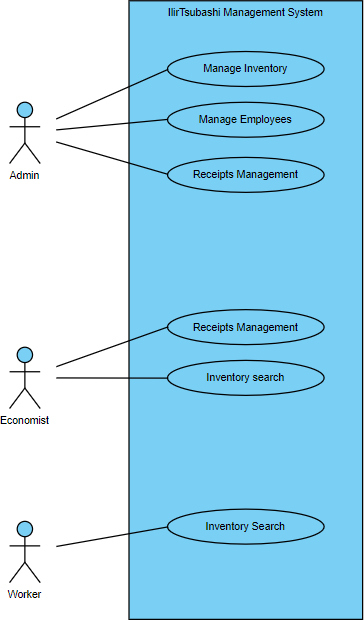 IlirTsubashi Management System
Manage Inventory
Manage Employees
Receipts Management
Admin
Receipts Management
Inventory search
Economist
Inventory Search
Worker